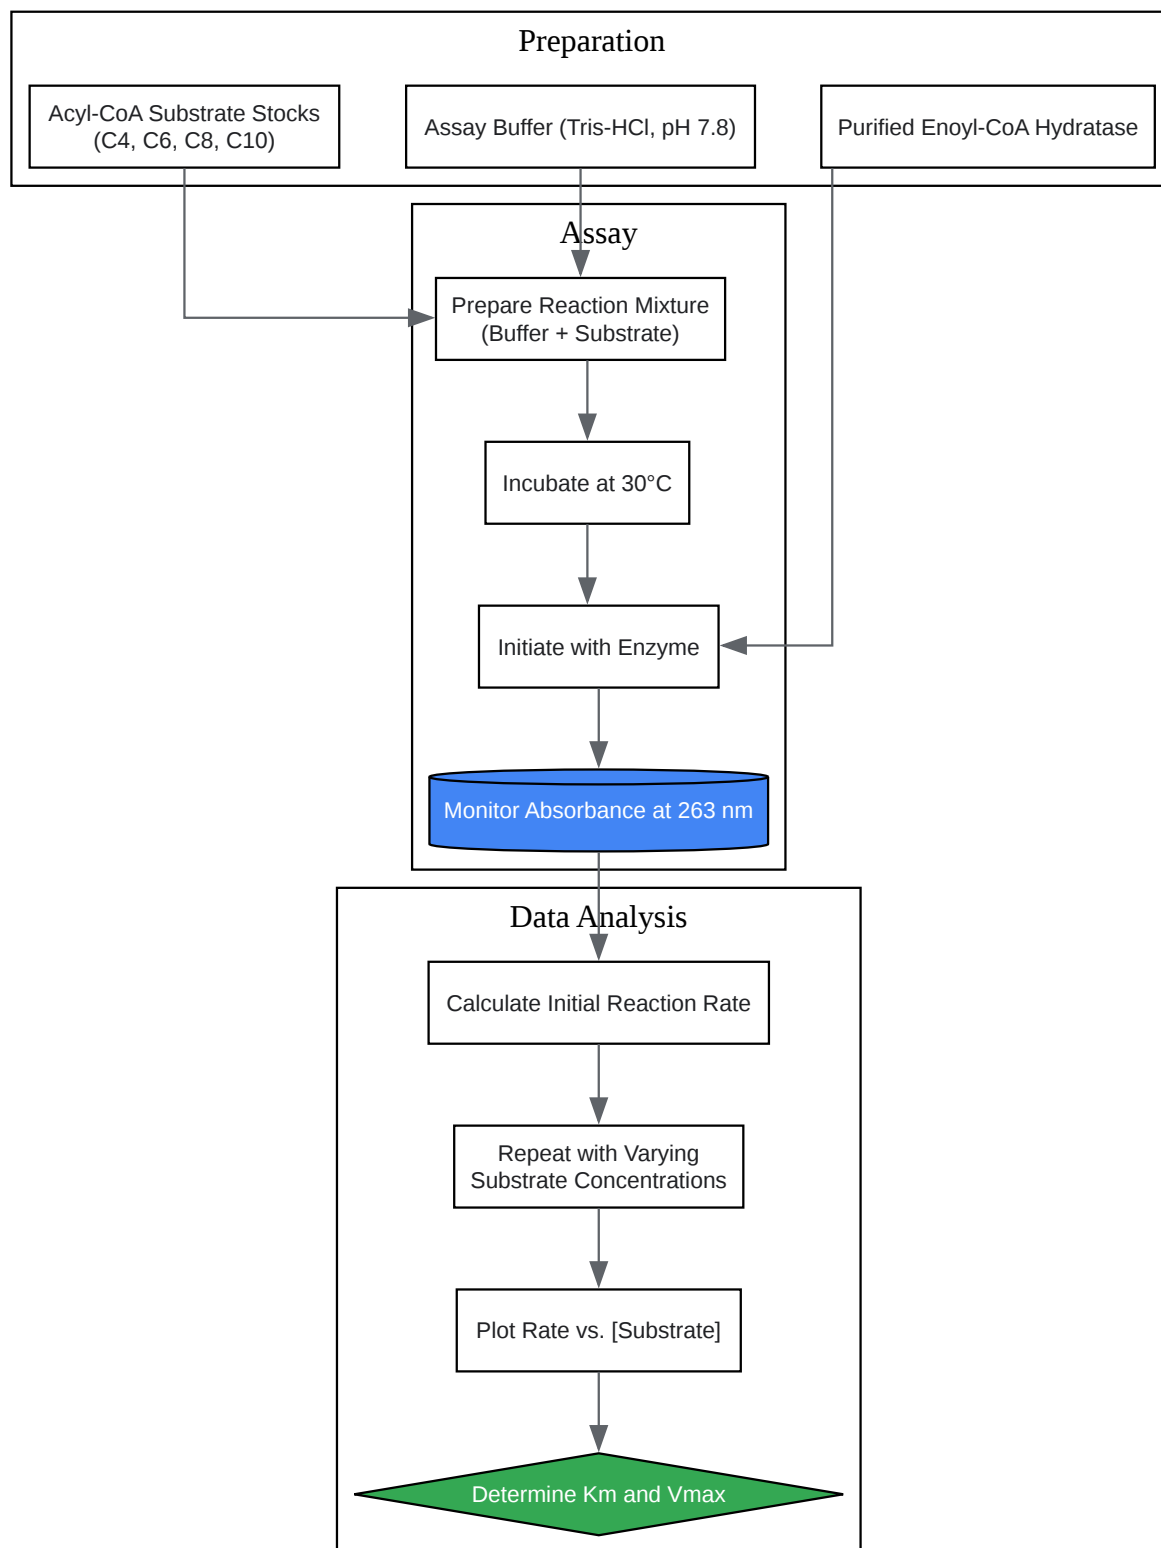 Preparation
Acyl-CoA Substrate Stocks
(C4, C6, C8, C10)
Assay Buffer (Tris-HCl, pH 7.8)
Purified Enoyl-CoA Hydratase
Assay
Prepare Reaction Mixture
(Buffer + Substrate)
Incubate at 30°C
Initiate with Enzyme
Monitor Absorbance at 263 nm
Data Analysis
Calculate Initial Reaction Rate
Repeat with Varying
Substrate Concentrations
Plot Rate vs. [Substrate]
Determine Km and Vmax